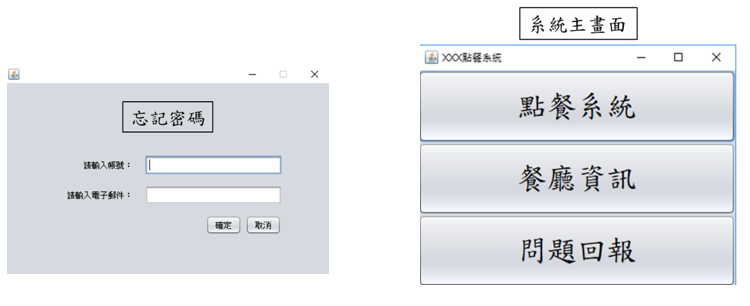 忘記密碼
請輸入帳號：
請輸入電子郵件：
確定 取消
系統主畫面
XXX點餐系統
點餐系統
餐廳資訊
問題回報